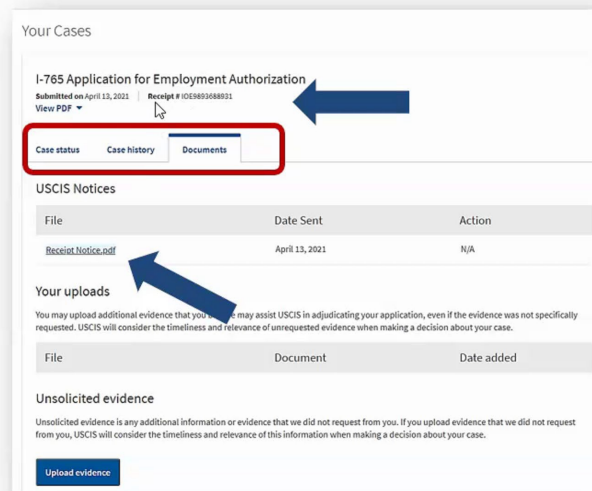 Your Cases
I-765 Application for Employment Authorization
Submitted on April 13, 2021 Receipt # IOE9893688931
View PDF
Case status Case history Documents
USCIS Notices
File Date Sent Action
Receipt Notice.pdf April 13, 2021 N/A
Your uploads
You may upload additional evidence that you may assist USCIS in adjudicating your application, even if the evidence was not specifically
requested. USCIS will consider the timeliness and relevance of unrequested evidence when making a decision about your case.
File Document Date added
Unsolicited evidence
Unsolicited evidence is any additional information or evidence that we did not request from you. If you upload evidence that we did not request
from you, USCIS will consider the timeliness and relevance of this information when making a decision about your case.
Upload evidence